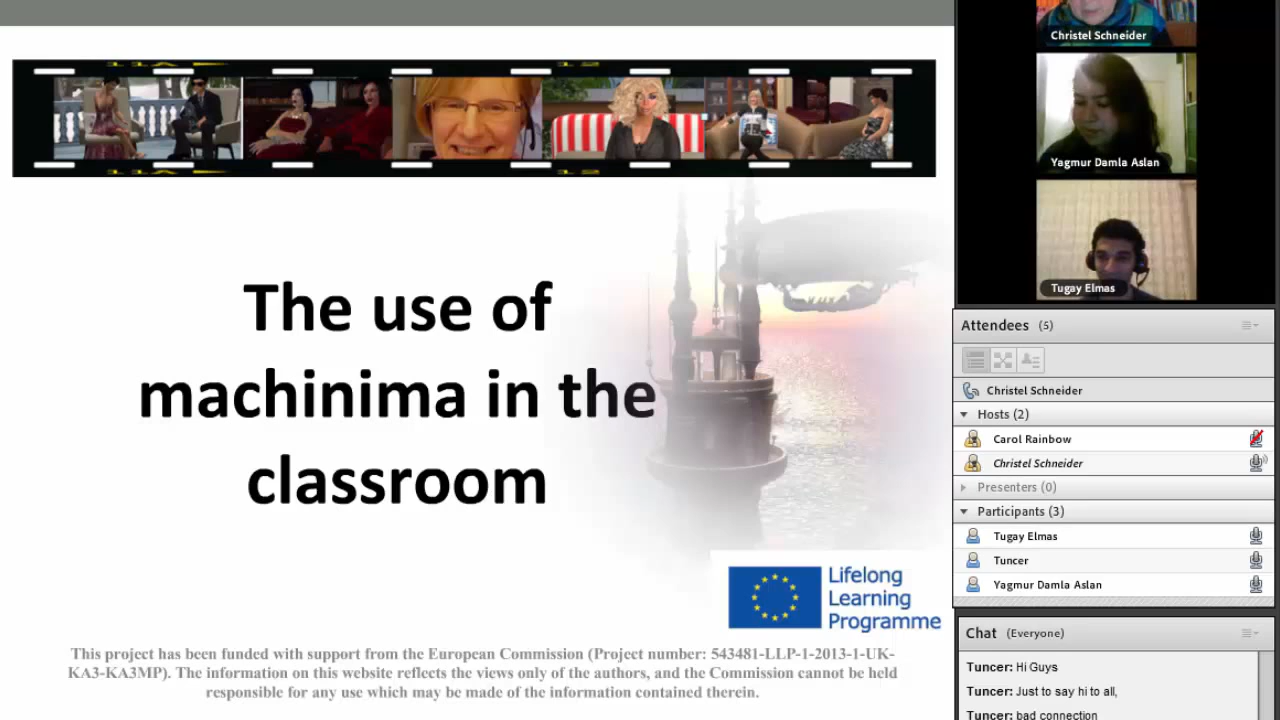 The use of
machinima in the
classroom
Lifelong
Learning
Programme
This project has been funded with support from the European Commission (Project number: 543481-LLP-1-2013-1-UK-
KA3-KA3MP). The information on this website reflects the views only of the authors, and the Commission cannot be held
responsible for any use which may be made of the information contained therein.
Christel Schneider
Yagmur Damla Aslan
Tugay Elmas
Attendees (5)
Christel Schneider
Hosts (2)
Carol Rainbow
Christel Schneider
Presenters (0)
Participants (3)
Tugay Elmas
Tuncer
Yagmur Damla Aslan
Chat (Everyone)
Tuncer: Hi Guys
Tuncer: Just to say hi to all,
Tuncer: bad connection